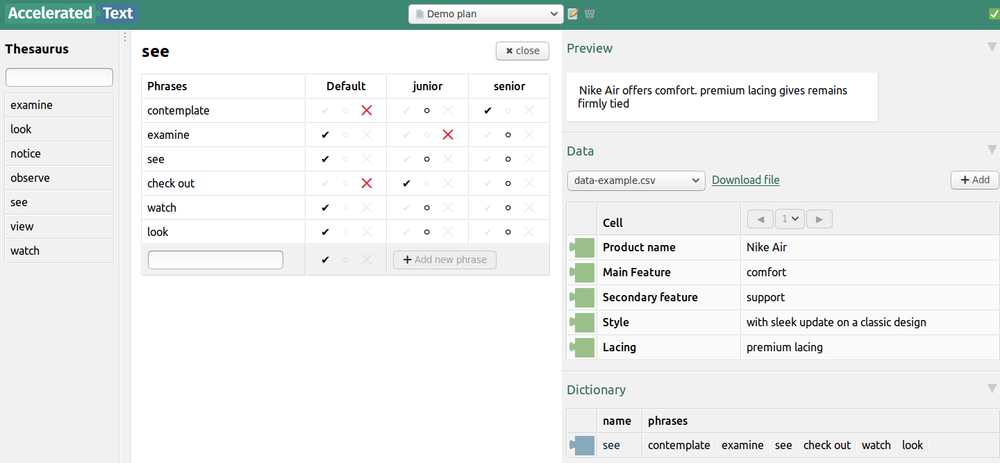 Accelerated Text
Demo plan
Thesaurus
examine
look
notice
observe
see
view
watch
see
✖ close
Phrases Default junior senior
contemplate
examine
see
check out
watch
look
+ Add new phrase
Preview
Nike Air offers comfort. premium lacing gives remains
firmly tied
Data
data-example.csv Download file + Add
Cell 1
Product name Nike Air
Main Feature comfort
Secondary feature support
Style with sleek update on a classic design
Lacing premium lacing
Dictionary
name phrases
see contemplate examine see check out watch look